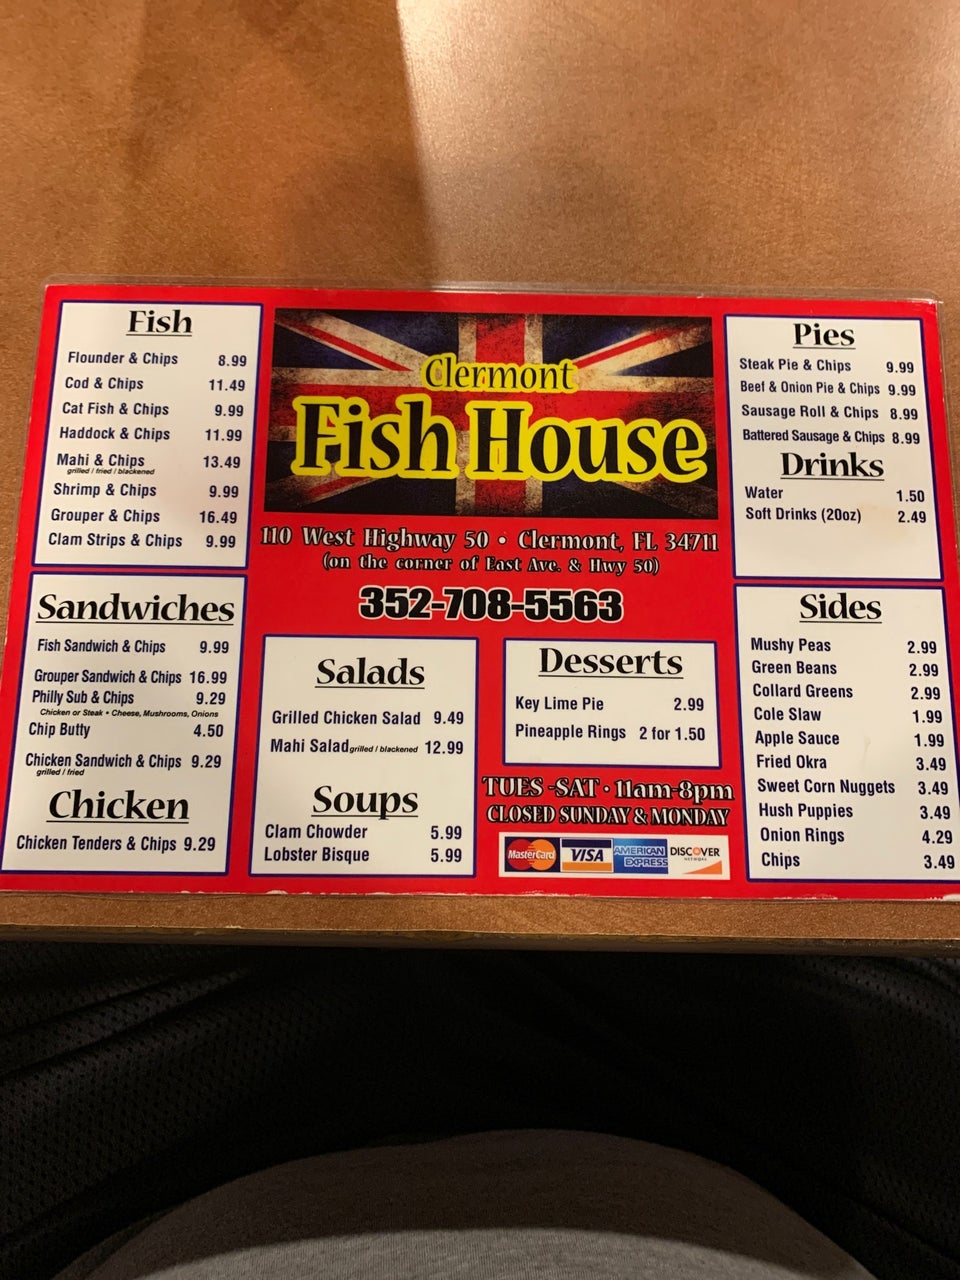 Fish
Flounder & Chips 8.99
Cod & Chips 11.49
Cat Fish & Chips 9.99
Haddock & Chips 11.99
Mahi & Chips 13.49
grilled / fried / blackened
Shrimp & Chips 9.99
Grouper & Chips 16.49
Clam Strips & Chips 9.99
Sandwiches
Fish Sandwich & Chips 9.99
Grouper Sandwich & Chips 16.99
Philly Sub & Chips 9.29
Chicken or Steak • Cheese, Mushrooms, Onions
Chip Butty 4.50
Chicken Sandwich & Chips 9.29
grilled / fried
Chicken
Chicken Tenders & Chips 9.29
Clermont
Fish House
110 West Highway 50 • Clermont, FL 34711
(on the corner of East Ave. & Hwy 50)
352-708-5563
Salads
Grilled Chicken Salad 9.49
Mahi Salad grilled / blackened 12.99
Soups
Clam Chowder 5.99
Lobster Bisque 5.99
Desserts
Key Lime Pie 2.99
Pineapple Rings 2 for 1.50
TUES -SAT • 11am-8pm
CLOSED SUNDAY & MONDAY
MasterCard VISA AMERICAN EXPRESS DISCOVER NETWORK
Pies
Steak Pie & Chips 9.99
Beef & Onion Pie & Chips 9.99
Sausage Roll & Chips 8.99
Battered Sausage & Chips 8.99
Drinks
Water 1.50
Soft Drinks (20oz) 2.49
Sides
Mushy Peas 2.99
Green Beans 2.99
Collard Greens 2.99
Cole Slaw 1.99
Apple Sauce 1.99
Fried Okra 3.49
Sweet Corn Nuggets 3.49
Hush Puppies 3.49
Onion Rings 4.29
Chips 3.49